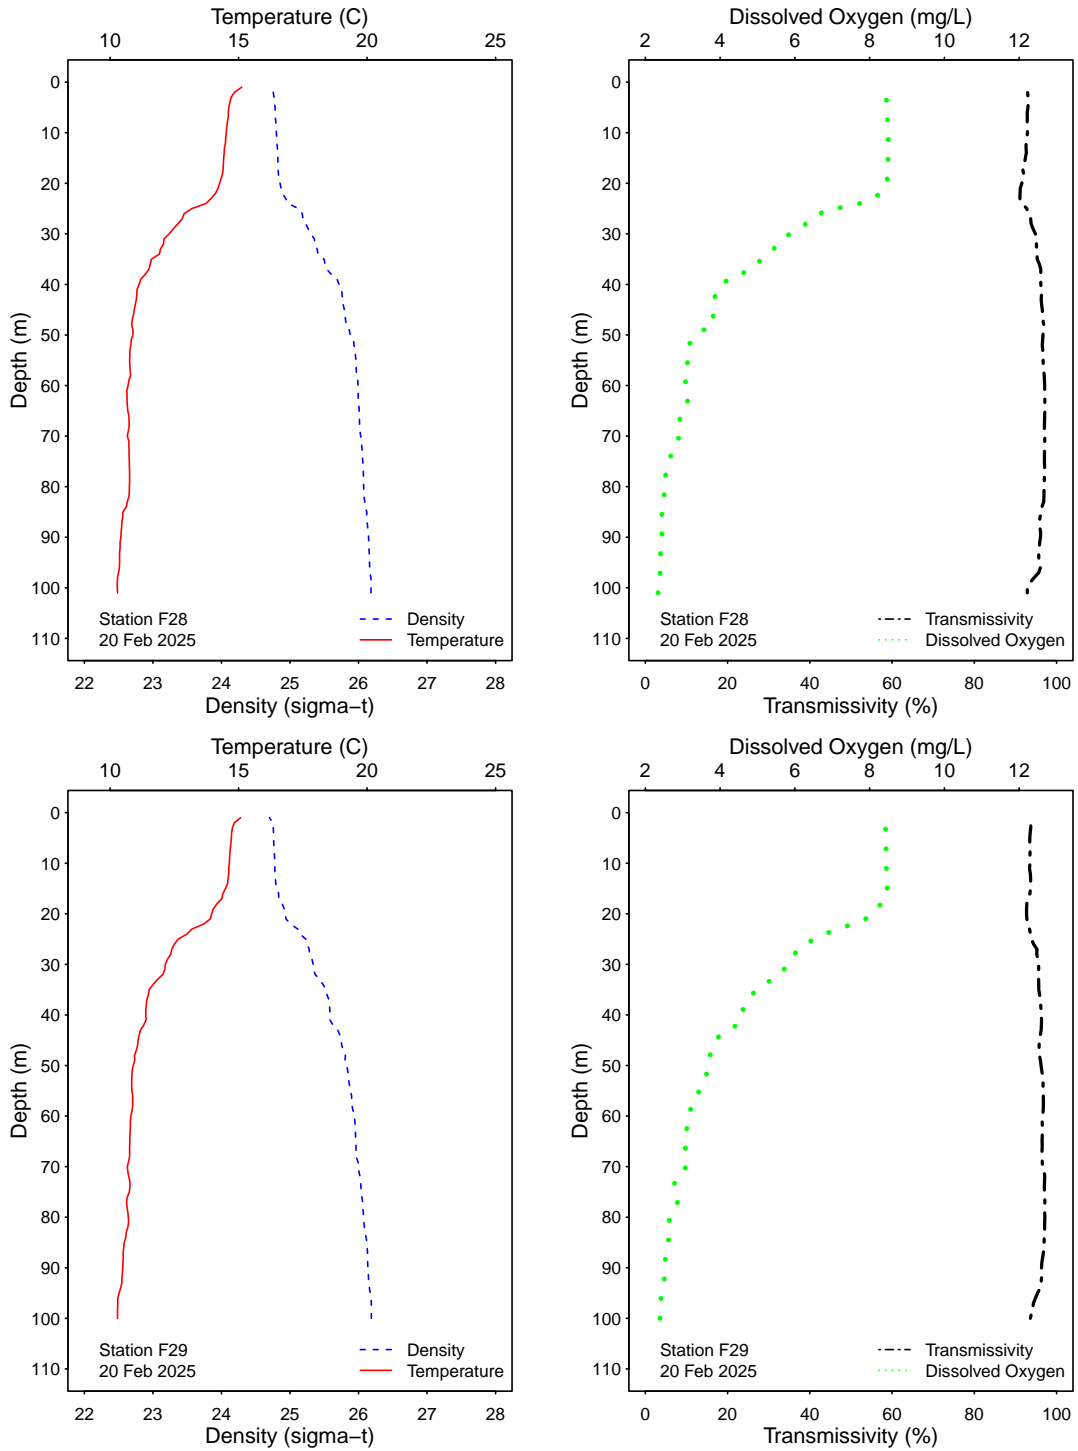 Temperature (C)
10 15 20 25
0
10
20
30
40
50
60
70
80
90
100
110
Depth (m)
Station F28
20 Feb 2025
Density
Temperature
22 23 24 25 26 27 28
Density (sigma−t)
Dissolved Oxygen (mg/L)
2 4 6 8 10 12
0
10
20
30
40
50
60
70
80
90
100
110
Depth (m)
Station F28
20 Feb 2025
Transmissivity
Dissolved Oxygen
0 20 40 60 80 100
Transmissivity (%)
Temperature (C)
10 15 20 25
0
10
20
30
40
50
60
70
80
90
100
110
Depth (m)
Station F29
20 Feb 2025
Density
Temperature
22 23 24 25 26 27 28
Density (sigma−t)
Dissolved Oxygen (mg/L)
2 4 6 8 10 12
0
10
20
30
40
50
60
70
80
90
100
110
Depth (m)
Station F29
20 Feb 2025
Transmissivity
Dissolved Oxygen
0 20 40 60 80 100
Transmissivity (%)